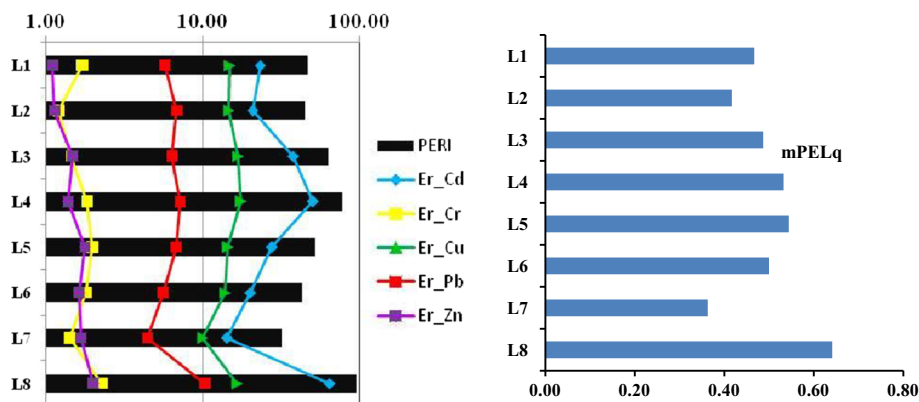 1.00 10.00 100.00
L1
L2
L3
L4
L5
L6
L7
L8
PERI
Er_Cd
Er_Cr
Er_Cu
Er_Pb
Er_Zn
L1
L2
L3
L4
L5
L6
L7
L8
mPELq
0.00 0.20 0.40 0.60 0.80